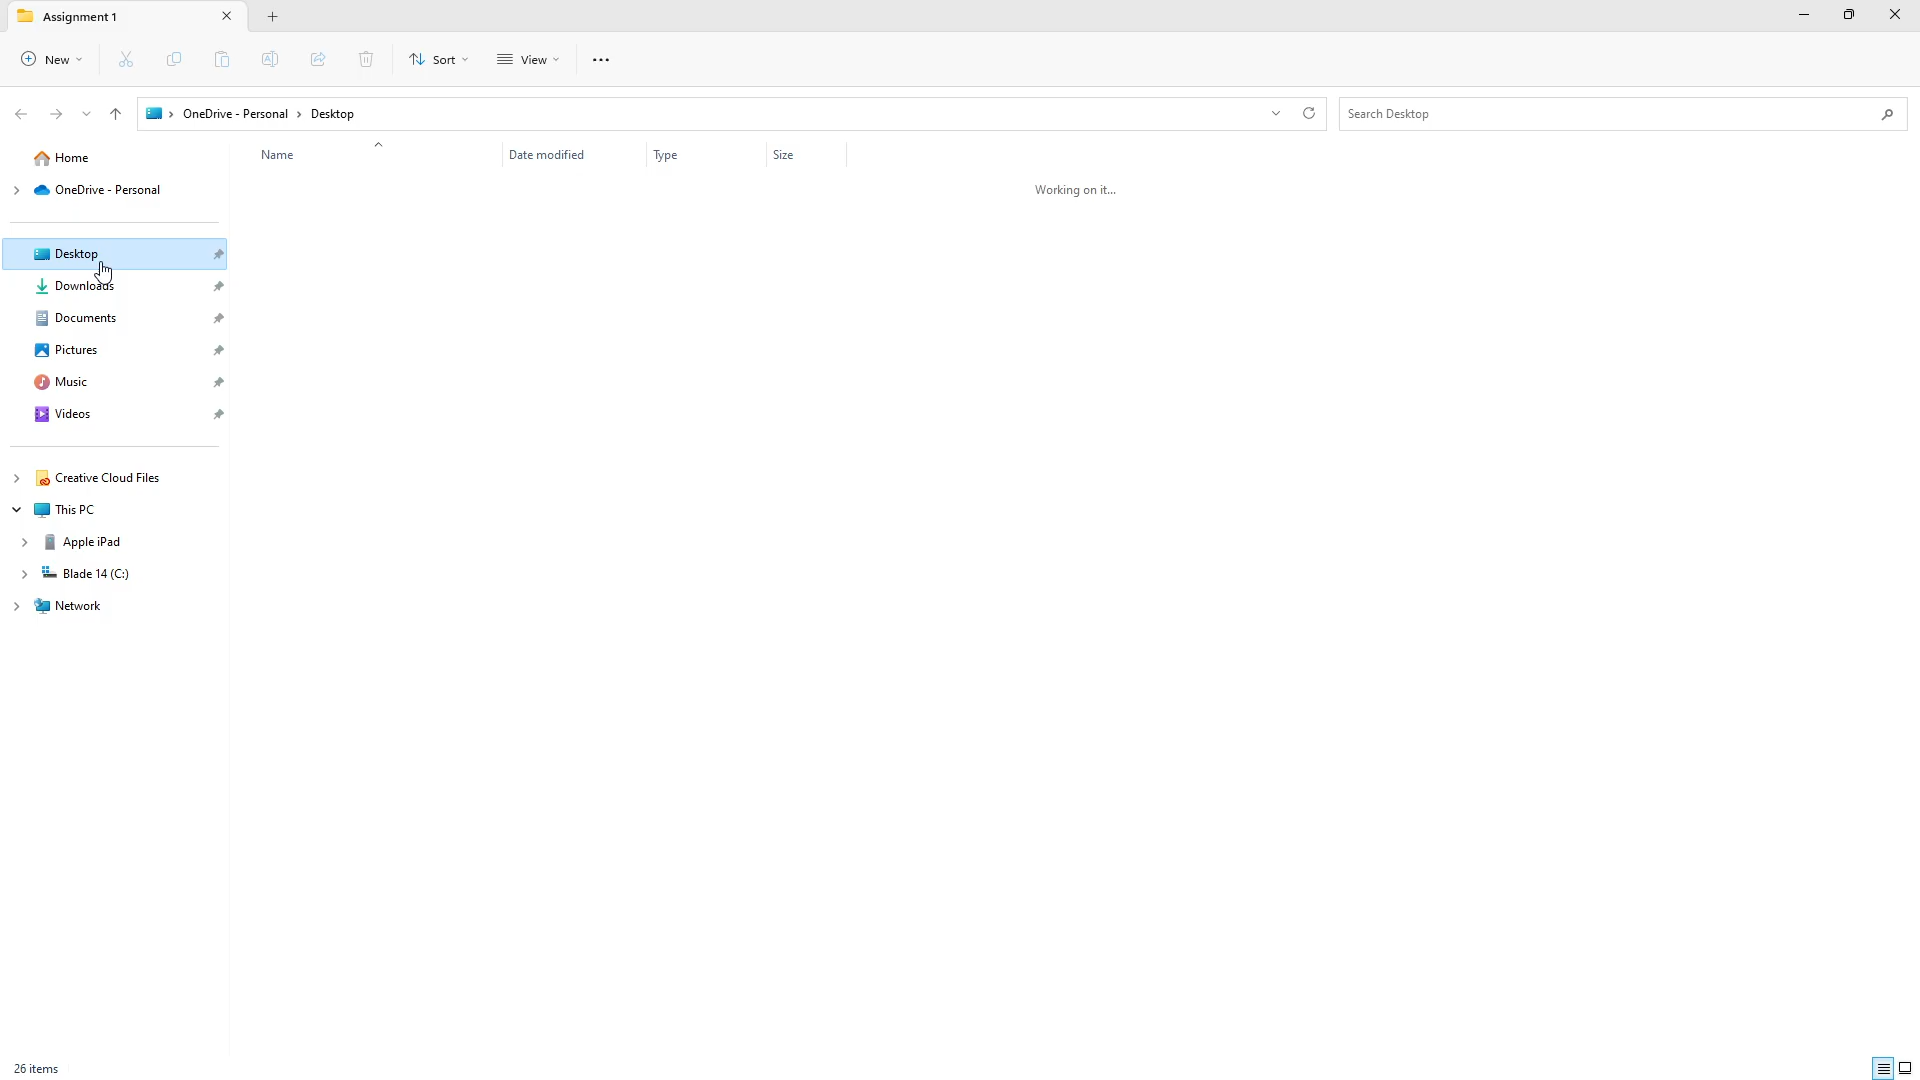 Assignment 1
New
Sort
View
OneDrive - Personal
Desktop
Search Desktop
Home
OneDrive - Personal
Name
Date modified
Type
Size
Working on it...
Desktop
Downloads
Documents
Pictures
Music
Videos
Creative Cloud Files
This PC
Apple iPad
Blade 14 (C:)
Network
26 items